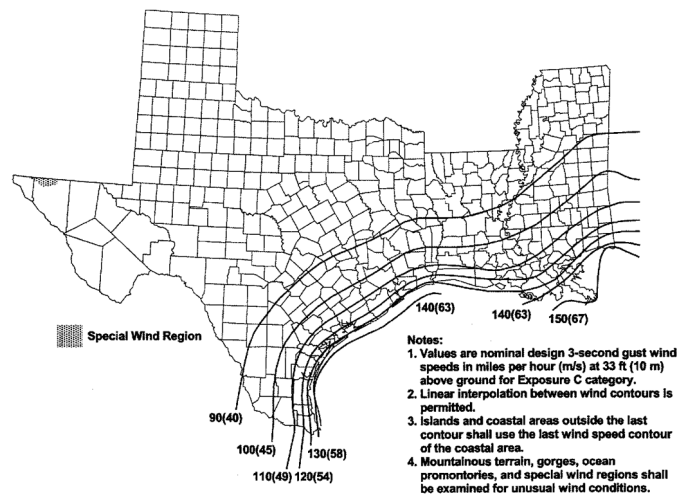 140(63)
140(63)
150(67)
Special Wind Region
90(40)
100(45)
130(58)
110(49) 120(54)
Notes:
1. Values are nominal design 3-second gust wind
speeds in miles per hour (m/s) at 33 ft (10 m)
above ground for Exposure C category.
2. Linear interpolation between wind contours is
permitted.
3. Islands and coastal areas outside the last
contour shall use the last wind speed contour
of the coastal area.
4. Mountainous terrain, gorges, ocean
promontories, and special wind regions shall
be examined for unusual wind conditions.